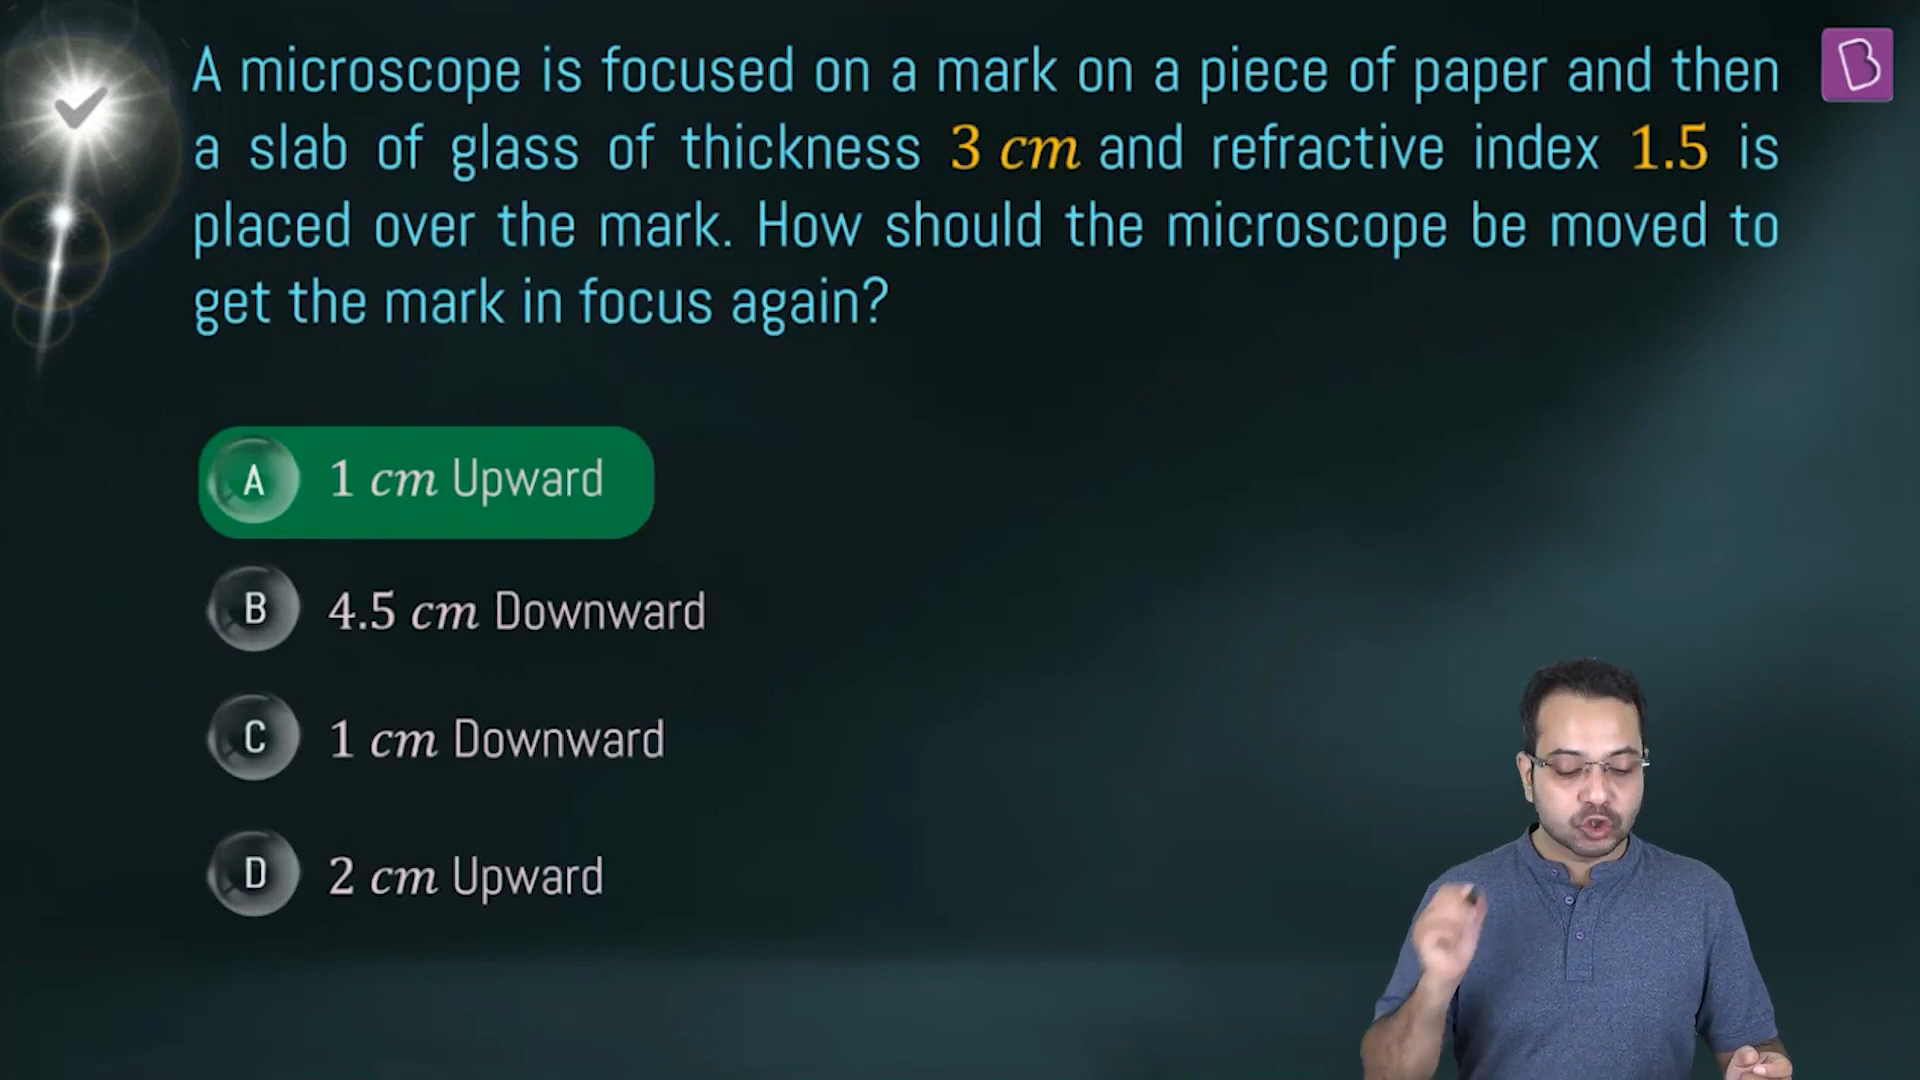 A microscope is focused on a mark on a piece of paper and then
a slab of glass of thickness 3 cm and refractive index 1.5 is
placed over the mark. How should the microscope be moved to
get the mark in focus again?
A 1 cm Upward
B 4.5 cm Downward
C 1 cm Downward
D 2 cm Upward
B